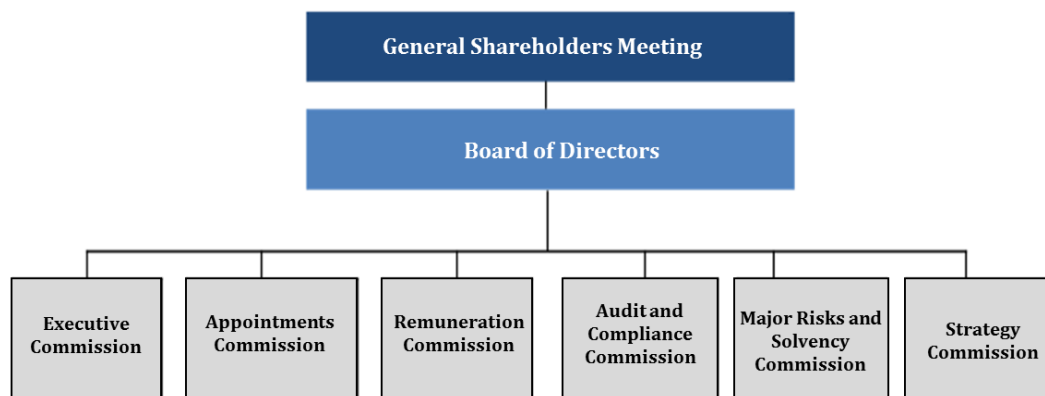 General Shareholders Meeting
Board of Directors
Executive
Commission
Appointments
Commission
Remuneration
Commission
Audit and
Compliance
Commission
Major Risks and
Solvency
Commission
Strategy
Commission